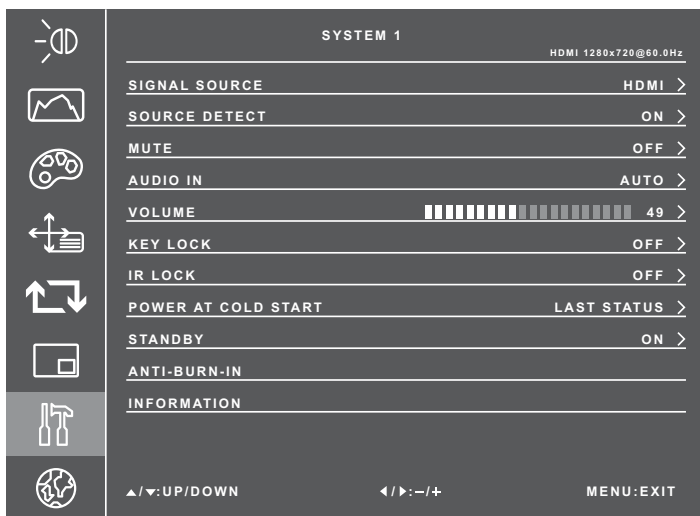 SYSTEM 1
HDMI 1280x720@60.0Hz
SIGNAL SOURCE HDMI >
SOURCE DETECT ON >
MUTE OFF >
AUDIO IN AUTO >
VOLUME 49 >
KEY LOCK OFF >
IR LOCK OFF >
POWER AT COLD START LAST STATUS >
STANDBY ON >
ANTI-BURN-IN
INFORMATION
▲/▼:UP/DOWN ◀/▶:−/+ MENU:EXIT